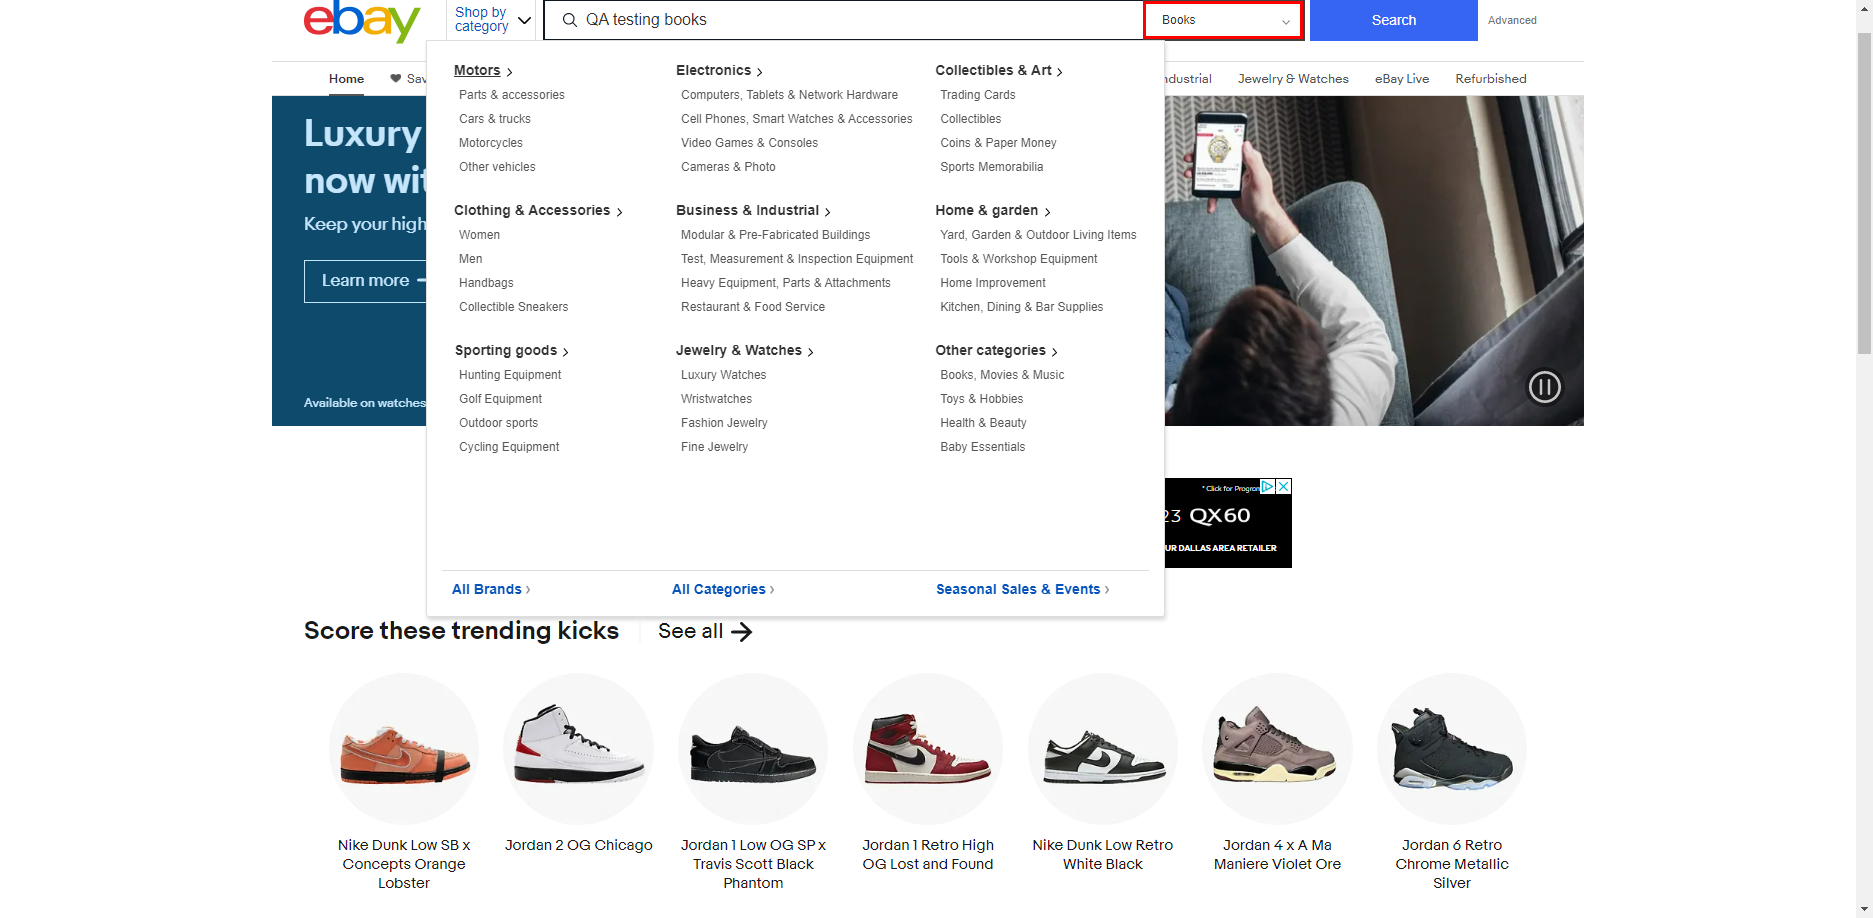 ebay
Shop by
category
QA testing books
Books
Search
Advanced
Home
Sav
ndustrial
Jewelry & Watches
eBay Live
Refurbished
Luxury
now wit
Keep your high
Learn more
Available on watches
Motors
Parts & accessories
Cars & trucks
Motorcycles
Other vehicles
Electronics
Computers, Tablets & Network Hardware
Cell Phones, Smart Watches & Accessories
Video Games & Consoles
Cameras & Photo
Collectibles & Art
Trading Cards
Collectibles
Coins & Paper Money
Sports Memorabilia
Clothing & Accessories
Women
Men
Handbags
Collectible Sneakers
Business & Industrial
Modular & Pre-Fabricated Buildings
Test, Measurement & Inspection Equipment
Heavy Equipment, Parts & Attachments
Restaurant & Food Service
Home & garden
Yard, Garden & Outdoor Living Items
Tools & Workshop Equipment
Home Improvement
Kitchen, Dining & Bar Supplies
Sporting goods
Hunting Equipment
Golf Equipment
Outdoor sports
Cycling Equipment
Jewelry & Watches
Luxury Watches
Wristwatches
Fashion Jewelry
Fine Jewelry
Other categories
Books, Movies & Music
Toys & Hobbies
Health & Beauty
Baby Essentials
All Brands
All Categories
Seasonal Sales & Events
* Click for Program
23 QX60
UR DALLAS AREA RETAILER
Score these trending kicks
See all
Nike Dunk Low SB x
Concepts Orange
Lobster
Jordan 2 OG Chicago
Jordan 1 Low OG SP x
Travis Scott Black
Phantom
Jordan 1 Retro High
OG Lost and Found
Nike Dunk Low Retro
White Black
Jordan 4 x A Ma
Maniere Violet Ore
Jordan 6 Retro
Chrome Metallic
Silver